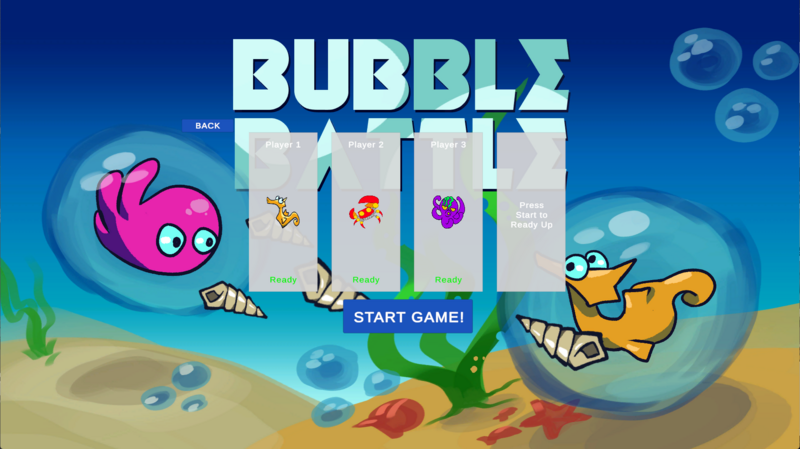 BUBBLE
BATTLE
BACK
Player 1
Player 2
Player 3
Press
Start to
Ready Up
Ready
Ready
Ready
START GAME!